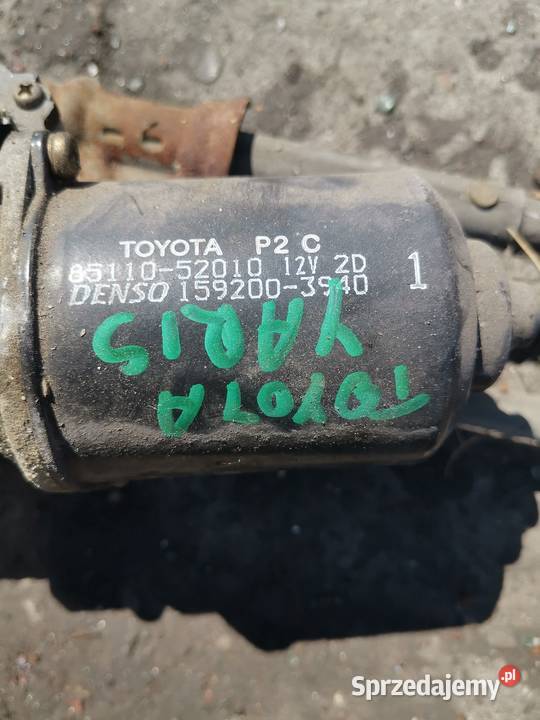 TOYOTA P2 C
85110-52010 12V 2D
DENSO 159200-3940
1
TOYOTA
YARIS
Sprzedajemy.pl